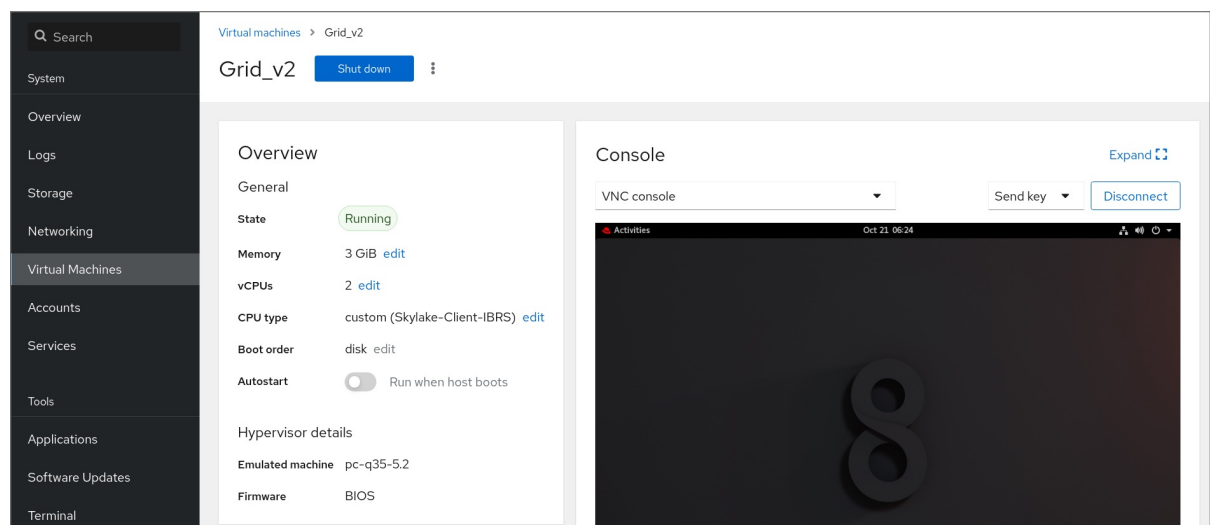 Search
System
Overview
Logs
Storage
Networking
Virtual Machines
Accounts
Services
Tools
Applications
Software Updates
Terminal
Virtual machines > Grid_v2
Grid_v2 Shut down
Overview
General
State Running
Memory 3 GiB edit
vCPUs 2 edit
CPU type custom (Skylake-Client-IBRS) edit
Boot order disk edit
Autostart Run when host boots
Hypervisor details
Emulated machine pc-q35-5.2
Firmware BIOS
Console Expand
VNC console Send key Disconnect
Activities Oct 21 06:24
8